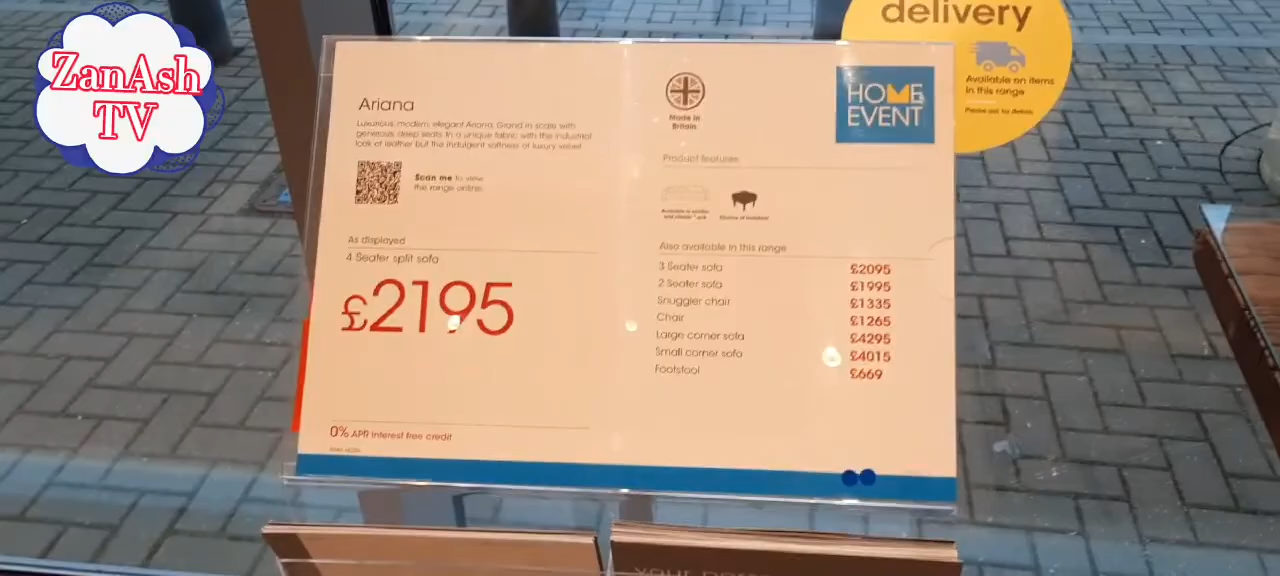 ZanAsh
TV
delivery
Available on items
in this range
Please ask for details
Ariana
Luxurious, modern, elegant Ariana. Grand in scale with
generous deep seats. In a unique fabric with the industrial
look of leather but the indulgent softness of luxury velvet
Scan me to view
the range online
As displayed
4 Seater split sofa
£2195
0% APR interest free credit
Made in
Britain
HOME
EVENT
Product features
Also available in this range
3 Seater sofa £2095
2 Seater sofa £1995
Snuggler chair £1335
Chair £1265
Large corner sofa £4295
Small corner sofa £4015
Footstool £669